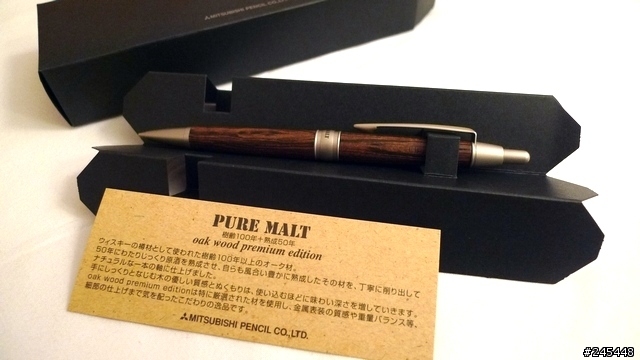 MITSUBISHI PENCIL CO.,
PURE MALT
樹齢100年+熟成50年
oak wood premium edition
ウィスキーの樽材として使われた樹齢100年以上のオーク材。
50年にわたりじっくり原酒を熟成させ、自らも風合い豊かに熟成したその材を、丁寧に削り出して
ナチュラルな一本の軸に仕上げました。
手にしっくりとなじむ木の優しい質感とぬくもりは、使い込むほどに味わい深さを増していきます。
oak wood premium editionは特に厳選された材を使用し、金属表装の質感や重量バランス等、
細部の仕上げまで気を配ったこだわりの逸品です。
MITSUBISHI PENCIL CO.,LTD.
#245448